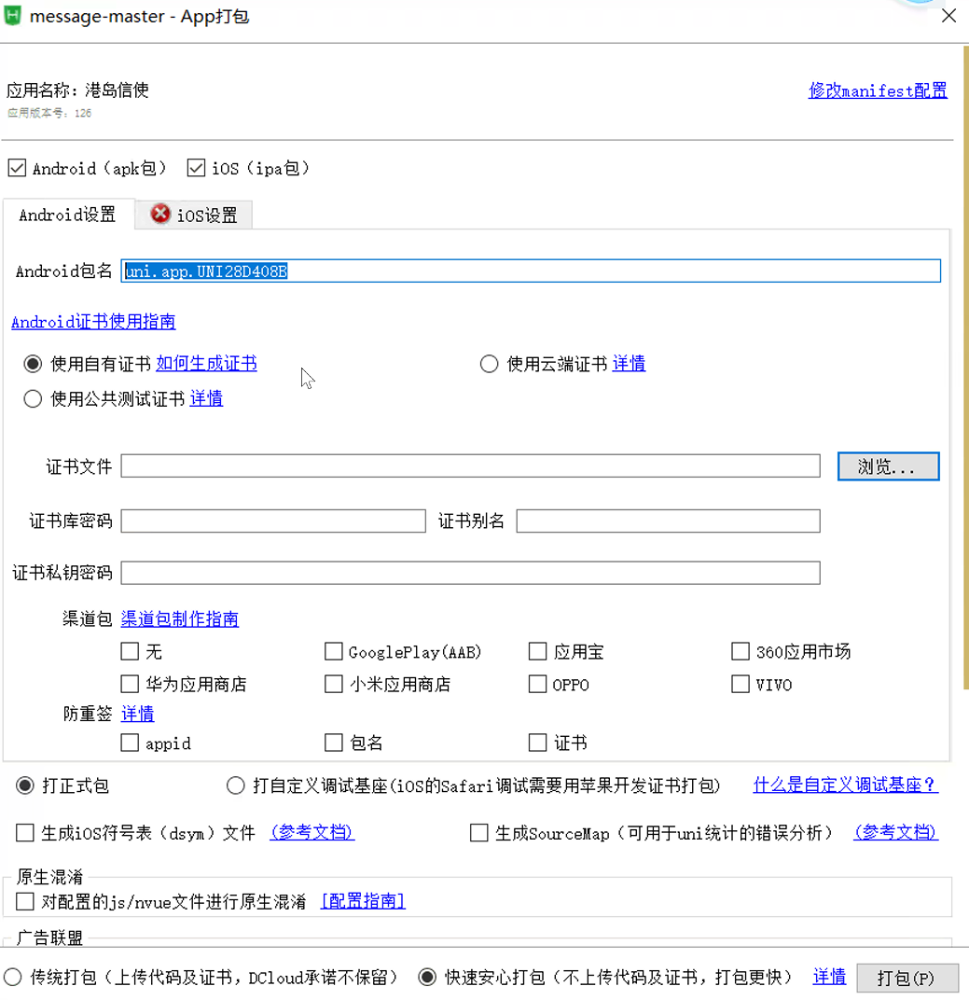 message-master - App打包
应用名称：港岛信使
修改manifest配置
应用版本号：126
Android（apk包） iOS（ipa包）
Android设置 iOS设置
Android包名 uni.app.UNI28D408B
Android证书使用指南
使用自有证书 如何生成证书 使用云端证书 详情
使用公共测试证书 详情
证书文件 浏览...
证书库密码 证书别名
证书私钥密码
渠道包 渠道包制作指南
无 GooglePlay(AAB) 应用宝 360应用市场
华为应用商店 小米应用商店 OPPO VIVO
防重签 详情
appid 包名 证书
打正式包 打自定义调试基座(iOS的Safari调试需要用苹果开发证书打包) 什么是自定义调试基座？
生成iOS符号表（dsym）文件 （参考文档） 生成SourceMap（可用于uni统计的错误分析） （参考文档）
原生混淆
对配置的js/nvue文件进行原生混淆 [配置指南]
广告联盟
传统打包（上传代码及证书，DCloud承诺不保留） 快速安心打包（不上传代码及证书，打包更快） 详情 打包(P)